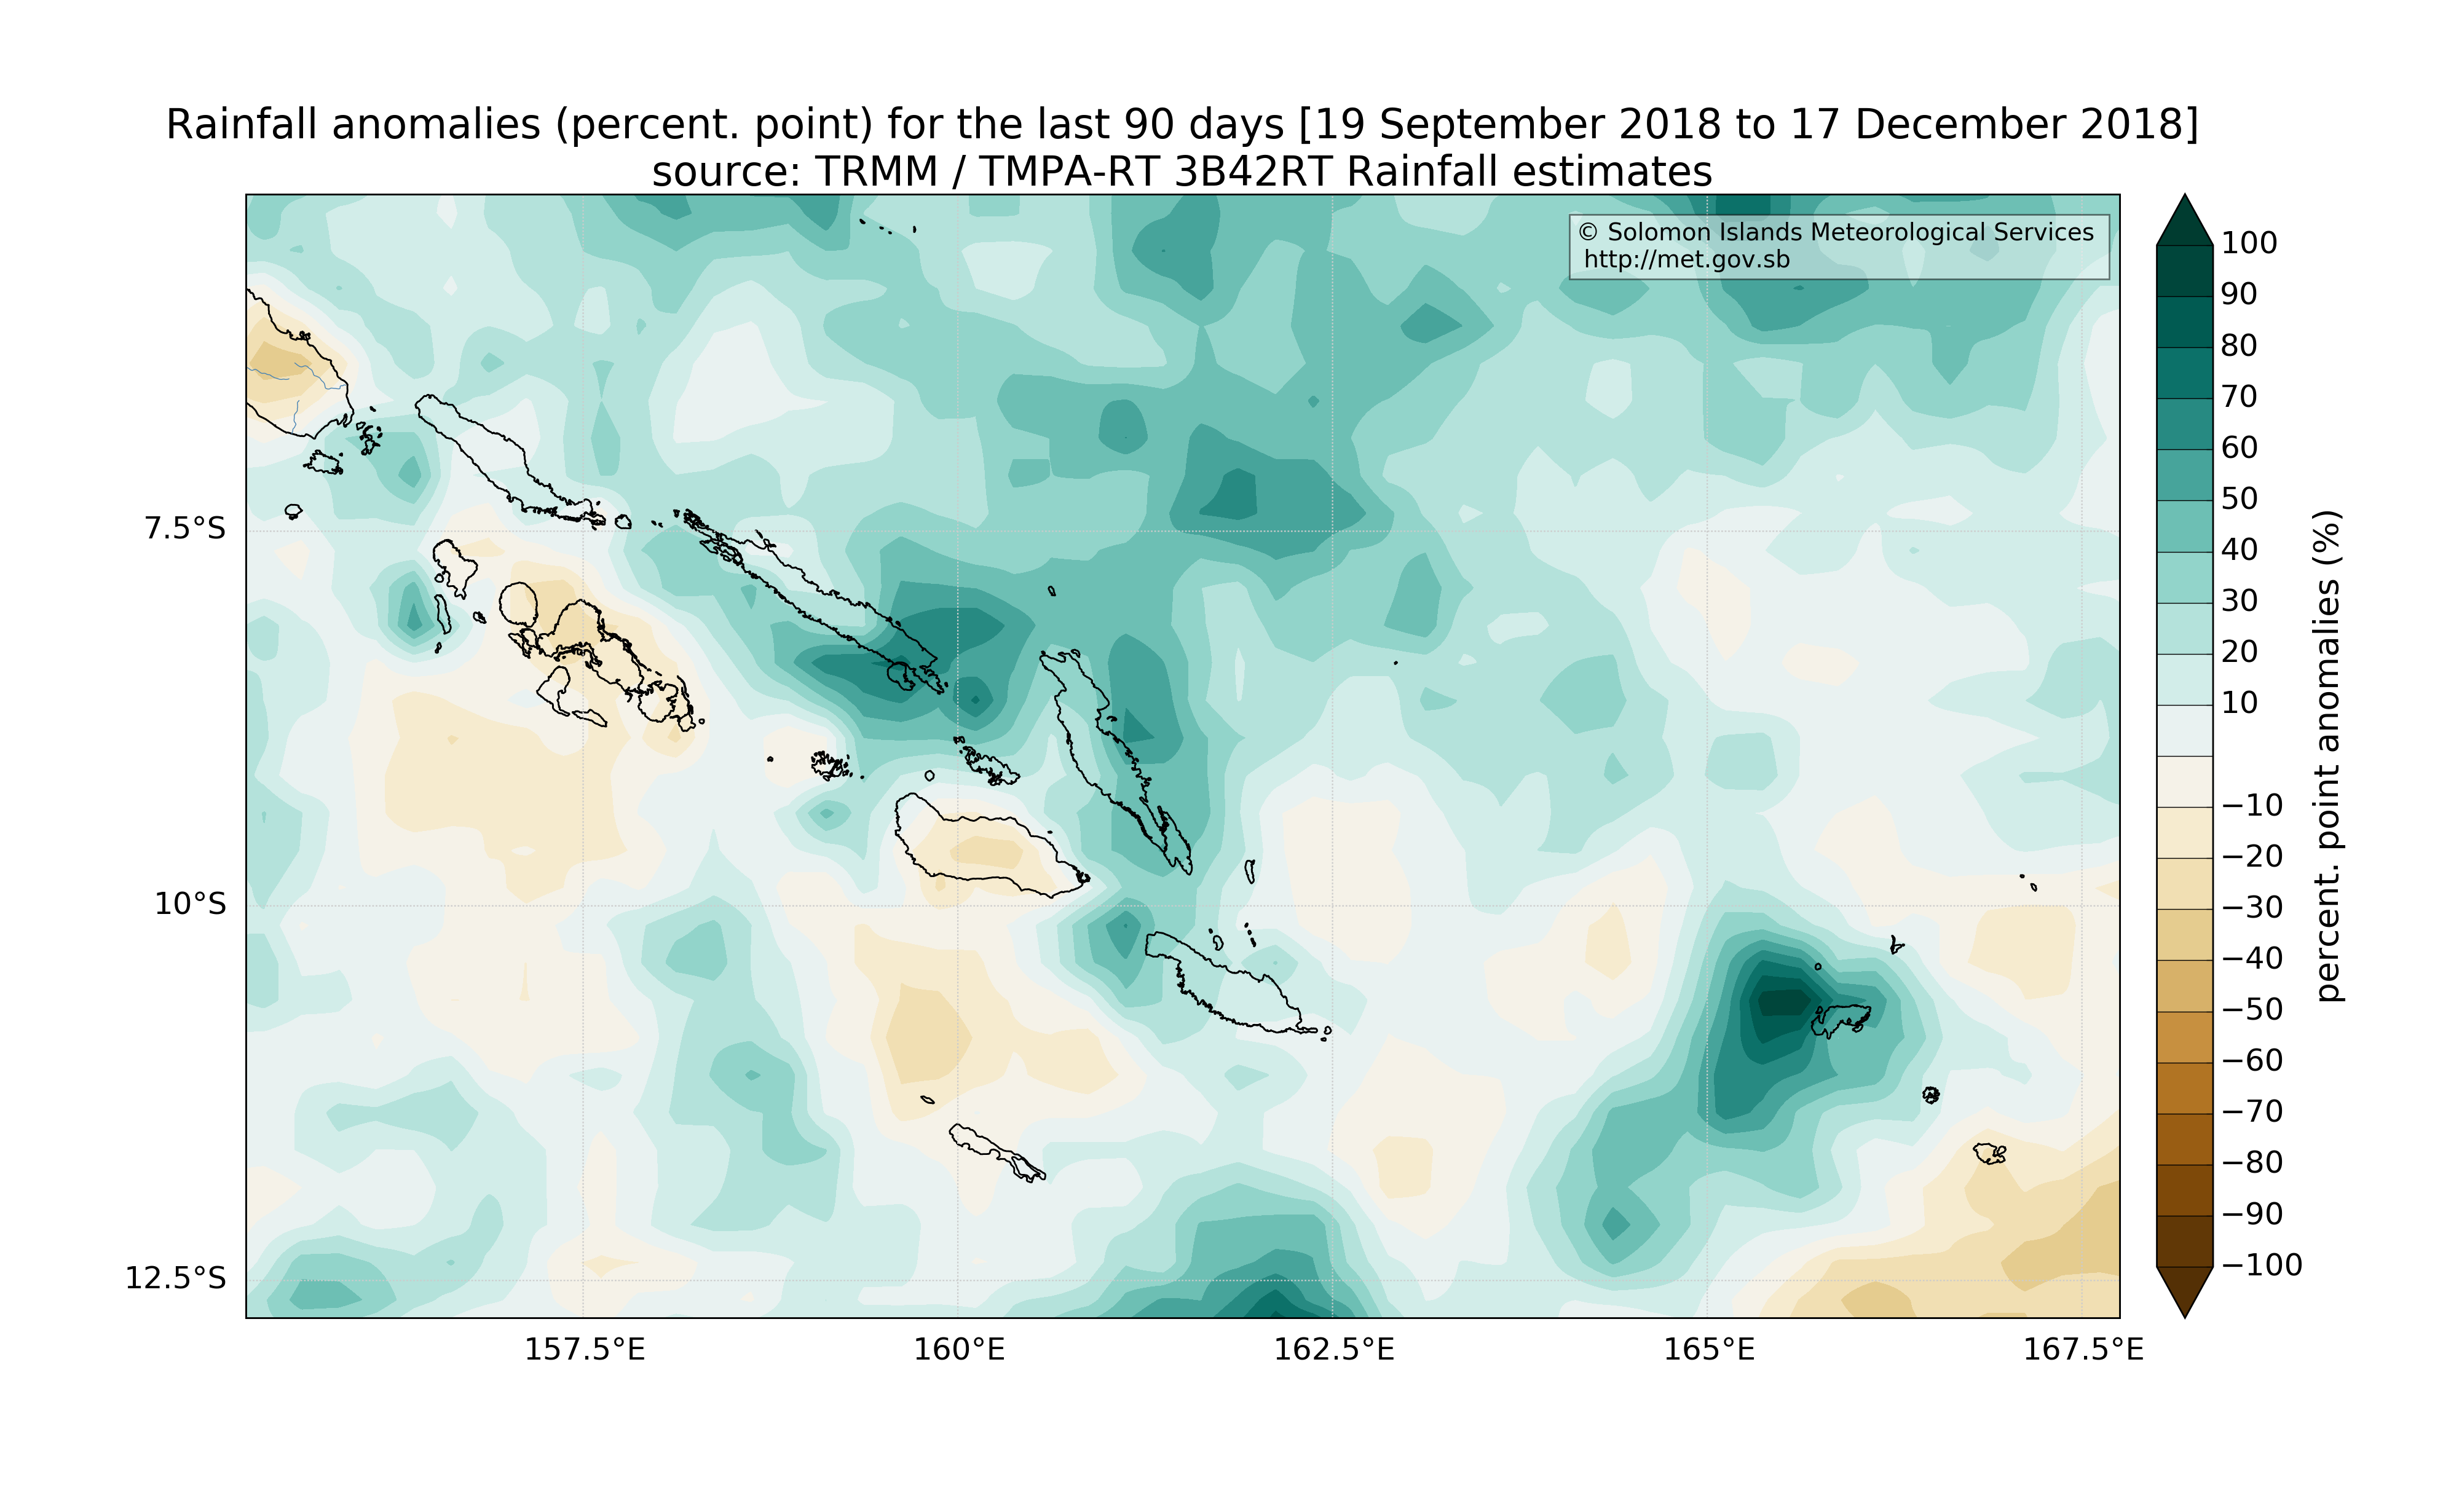 Rainfall anomalies (percent. point) for the last 90 days [19 September 2018 to 17 December 2018]
source: TRMM / TMPA-RT 3B42RT Rainfall estimates
© Solomon Islands Meteorological Services
http://met.gov.sb
7.5°S
10°S
12.5°S
157.5°E
160°E
162.5°E
165°E
167.5°E
100
90
80
70
60
50
40
30
20
10
−10
−20
−30
−40
−50
−60
−70
−80
−90
−100
percent. point anomalies (%)